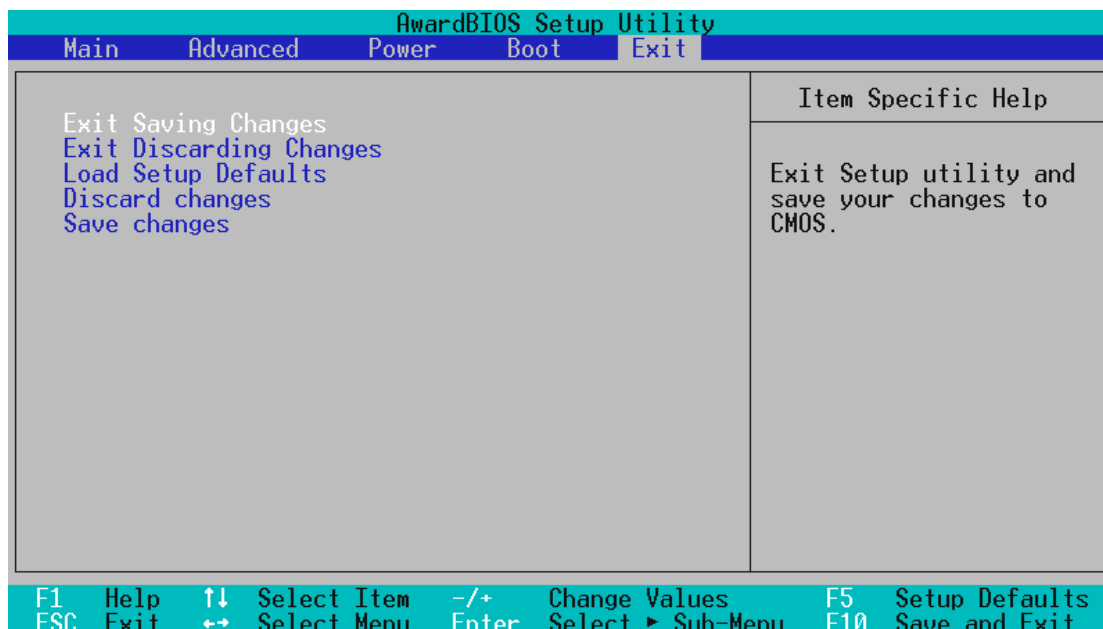 AwardBIOS Setup Utility
Main Advanced Power Boot Exit
Exit Saving Changes
Exit Discarding Changes
Load Setup Defaults
Discard changes
Save changes
Item Specific Help
Exit Setup utility and
save your changes to
CMOS.
F1 Help ↑↓ Select Item -/+ Change Values F5 Setup Defaults
ESC Exit ←→ Select Menu Enter Select ► Sub-Menu F10 Save and Exit